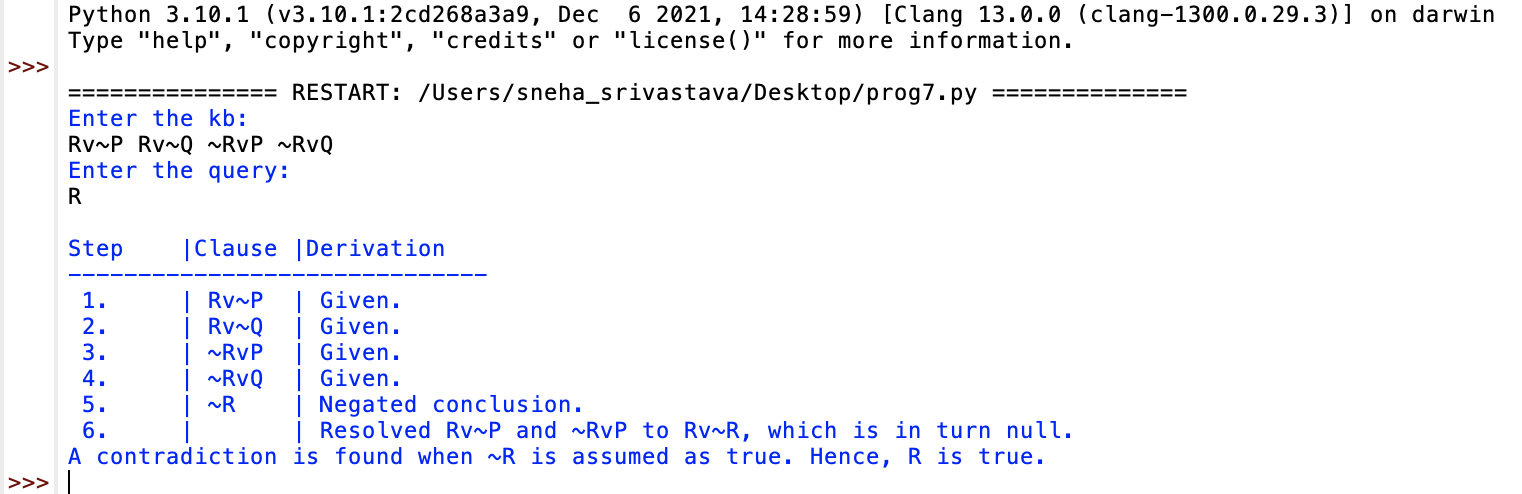 Python 3.10.1 (v3.10.1:2cd268a3a9, Dec  6 2021, 14:28:59) [Clang 13.0.0 (clang-1300.0.29.3)] on darwin
Type "help", "copyright", "credits" or "license()" for more information.
>>>
=============== RESTART: /Users/sneha_srivastava/Desktop/prog7.py ==============
Enter the kb:
Rv~P Rv~Q ~RvP ~RvQ
Enter the query:
R
Step    |Clause |Derivation
------------------------------
 1.     | Rv~P  | Given.
 2.     | Rv~Q  | Given.
 3.     | ~RvP  | Given.
 4.     | ~RvQ  | Given.
 5.     | ~R    | Negated conclusion.
 6.     |       | Resolved Rv~P and ~RvP to Rv~R, which is in turn null.
A contradiction is found when ~R is assumed as true. Hence, R is true.
>>>